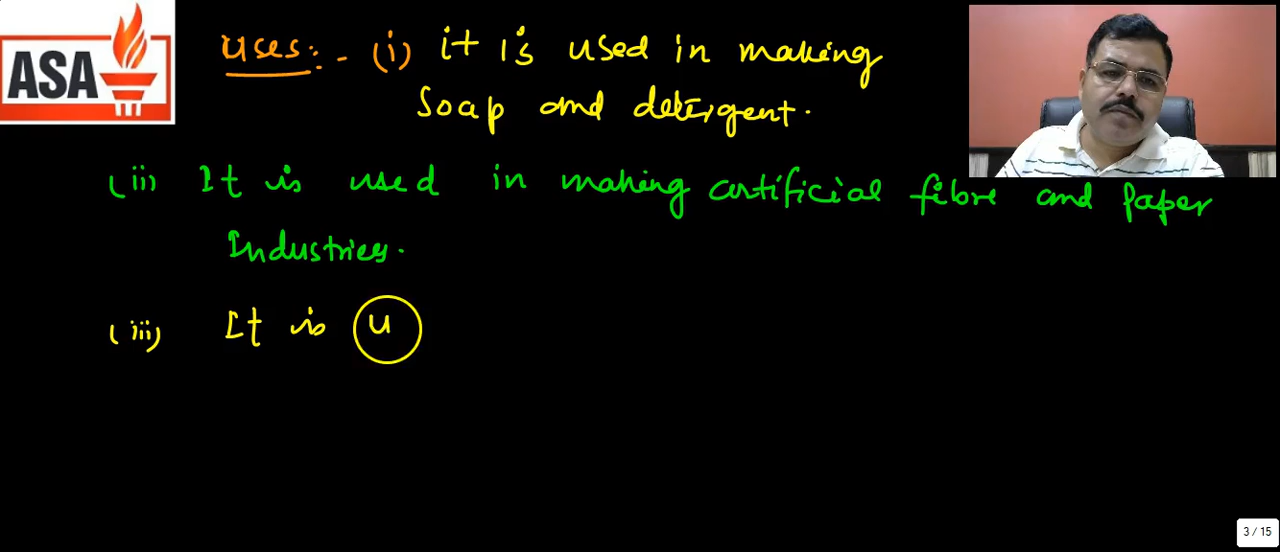 ASA
Uses:- (i) it is used in making
Soap and detergent.
(ii) It is used in making artificial fibre and paper
Industries.
(iii) It is u
3 / 15